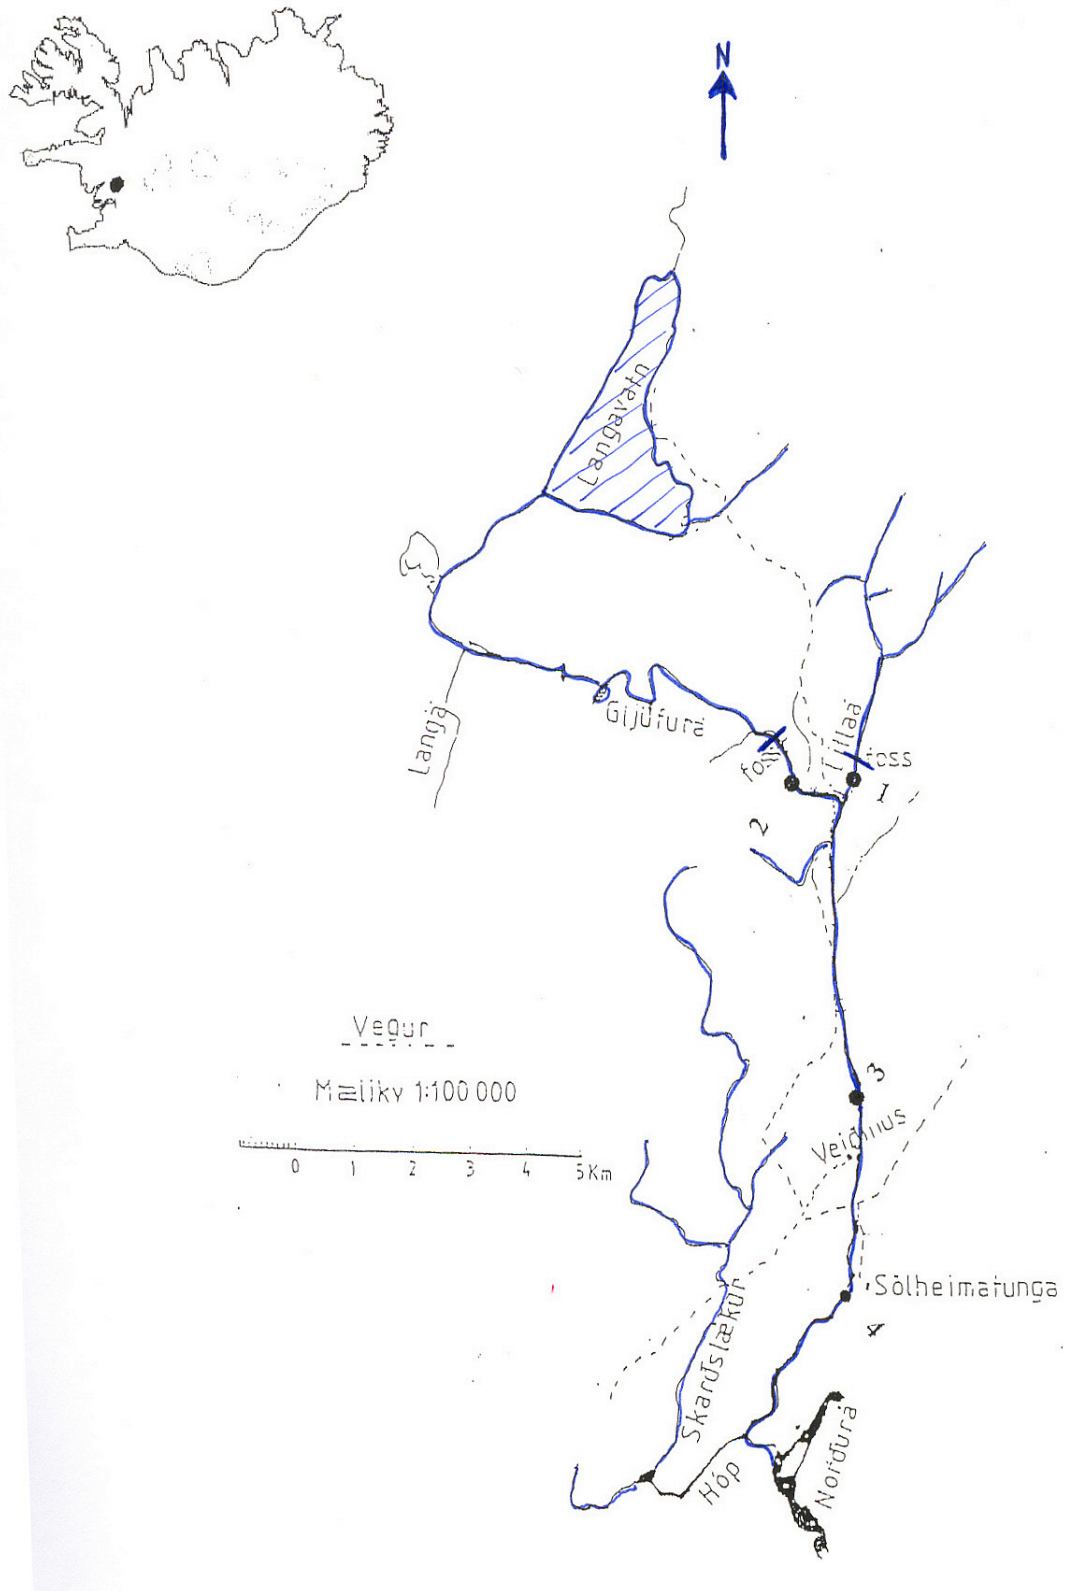 N
Langavatn
Langá
Gljúfurá
foss
Litlaá
foss
1
2
Vegur
Mælikv 1:100 000
0 1 2 3 4 5 Km
3
Veiðihús
Sólheimatunga
4
Skarðslækur
Hóp
Norðurá